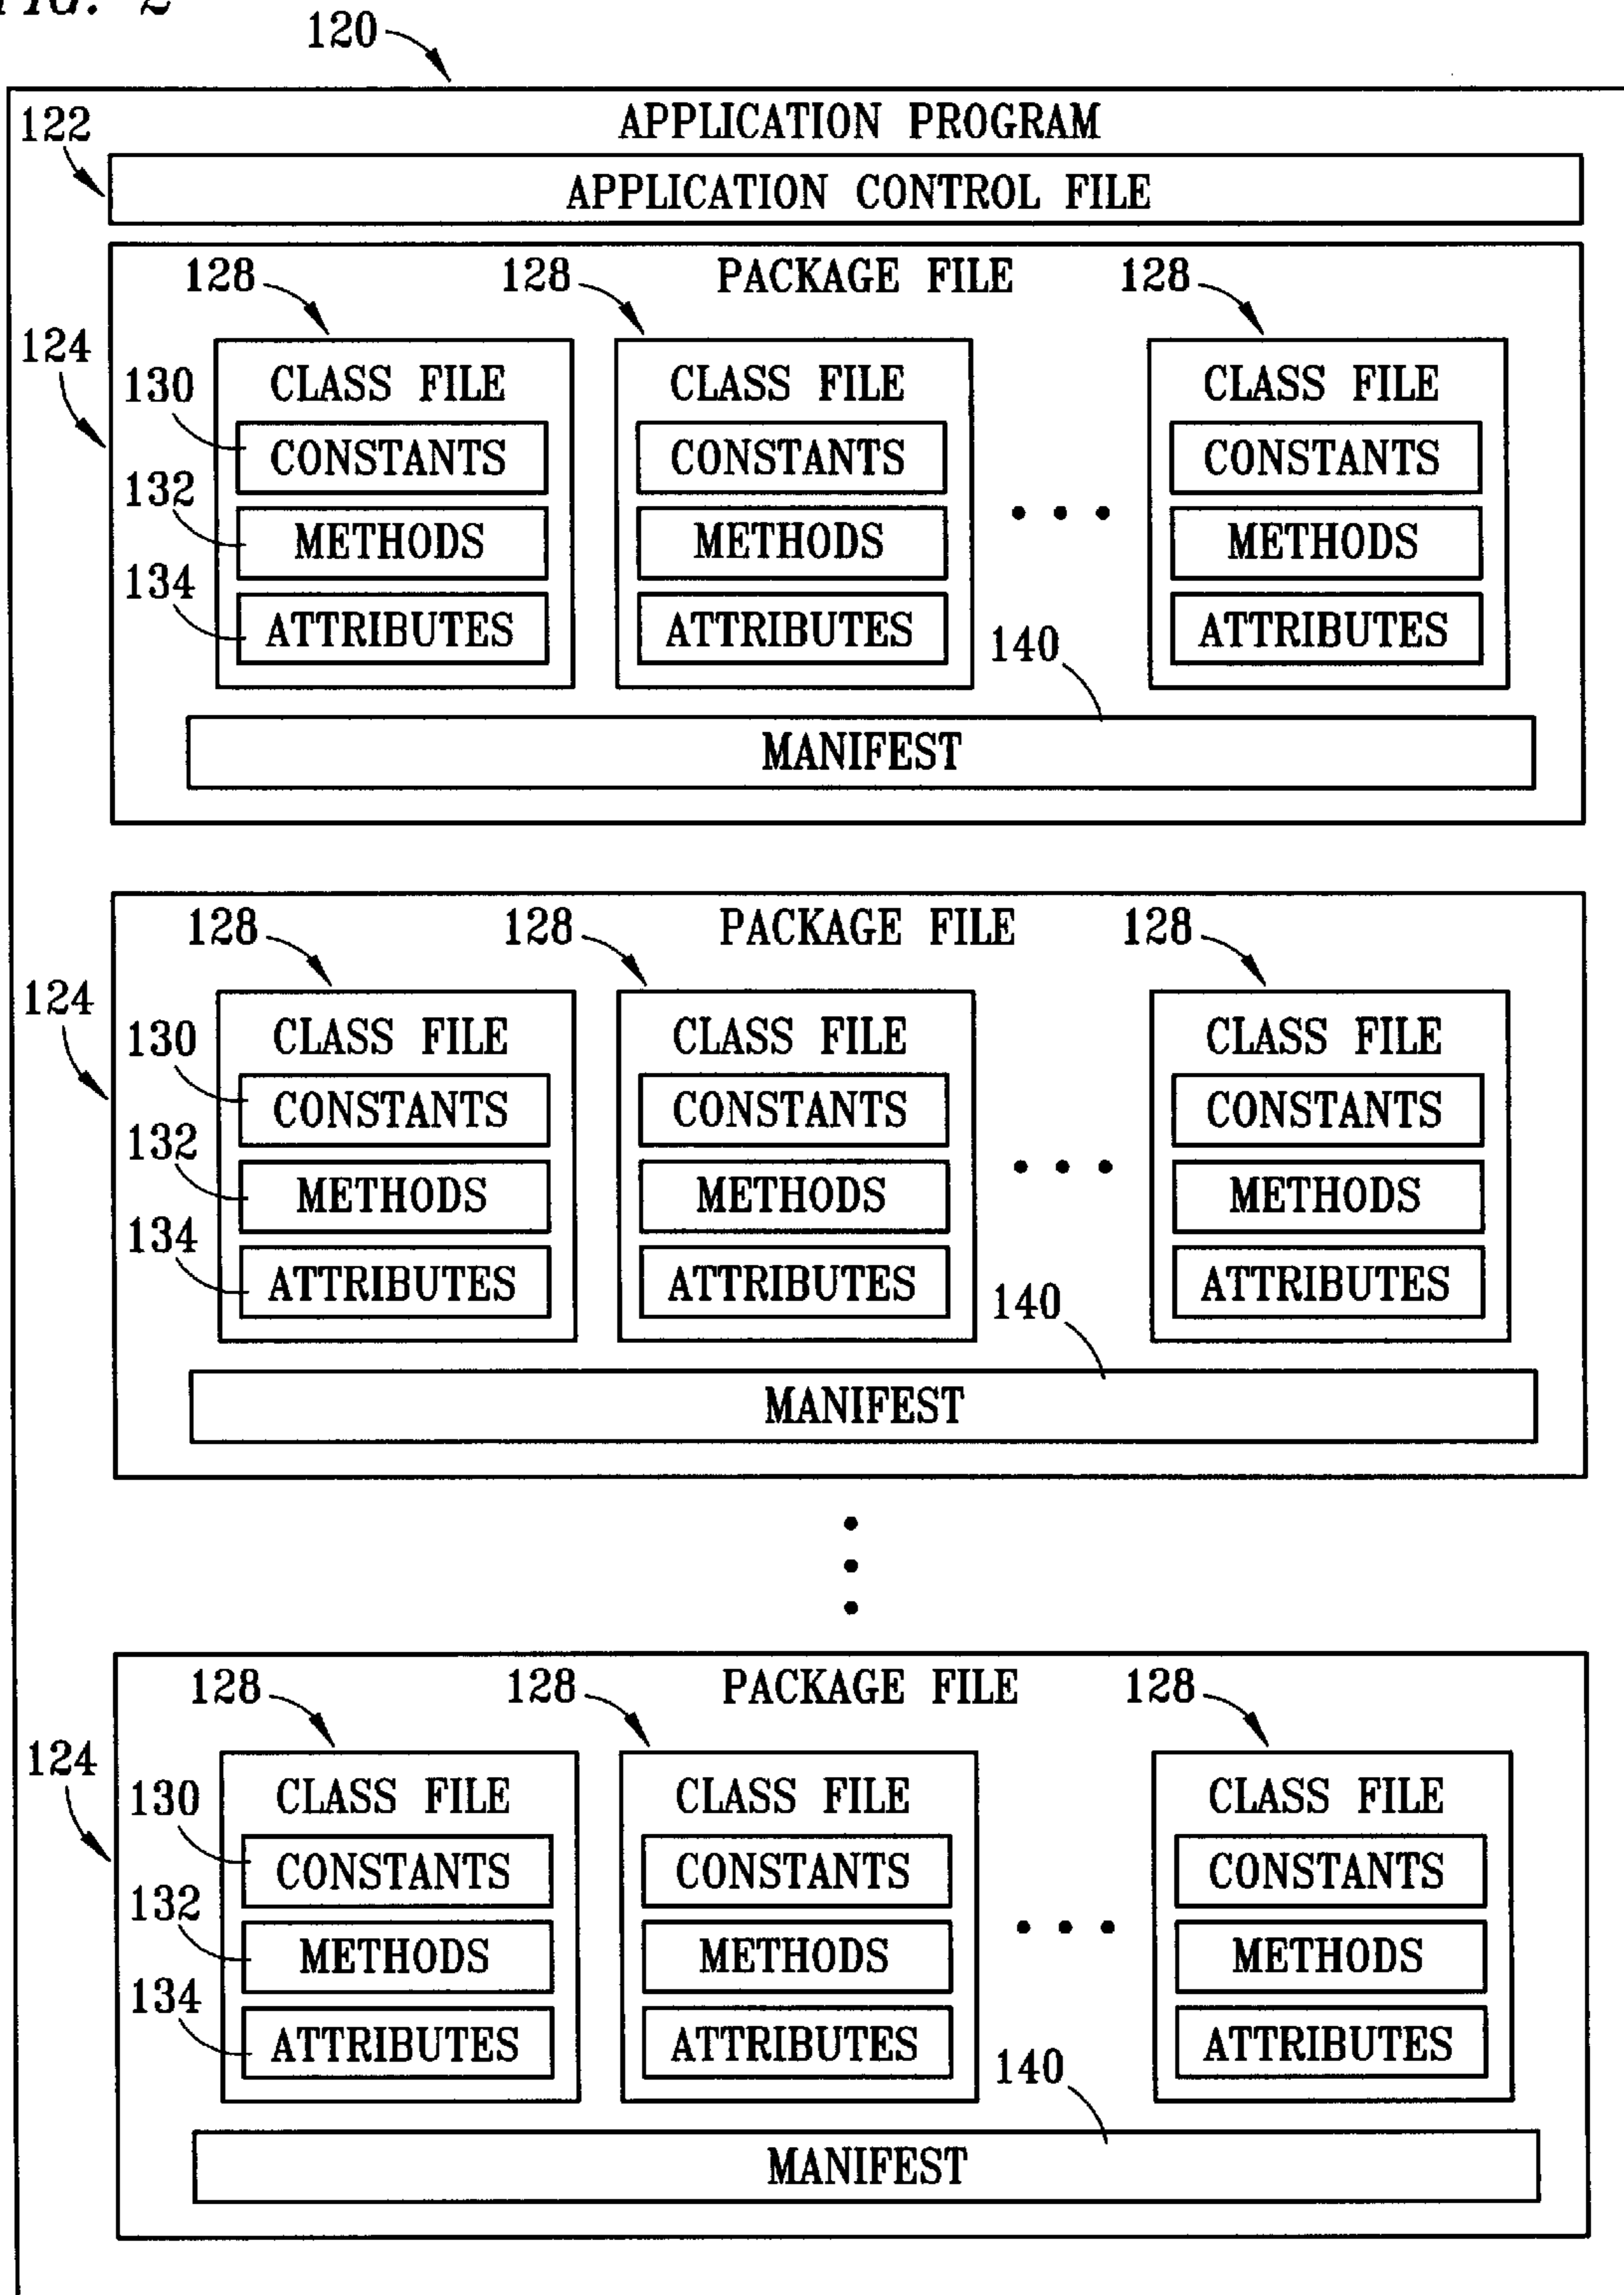 FIG. 2
120
122
APPLICATION PROGRAM
APPLICATION CONTROL FILE
128 128 PACKAGE FILE 128
124
CLASS FILE CLASS FILE CLASS FILE
130
CONSTANTS CONSTANTS CONSTANTS
132
METHODS METHODS METHODS
134
ATTRIBUTES ATTRIBUTES ATTRIBUTES
140
MANIFEST
128 128 PACKAGE FILE 128
124
CLASS FILE CLASS FILE CLASS FILE
130
CONSTANTS CONSTANTS CONSTANTS
132
METHODS METHODS METHODS
134
ATTRIBUTES ATTRIBUTES ATTRIBUTES
140
MANIFEST
128 128 PACKAGE FILE 128
124
CLASS FILE CLASS FILE CLASS FILE
130
CONSTANTS CONSTANTS CONSTANTS
132
METHODS METHODS METHODS
134
ATTRIBUTES ATTRIBUTES ATTRIBUTES
140
MANIFEST